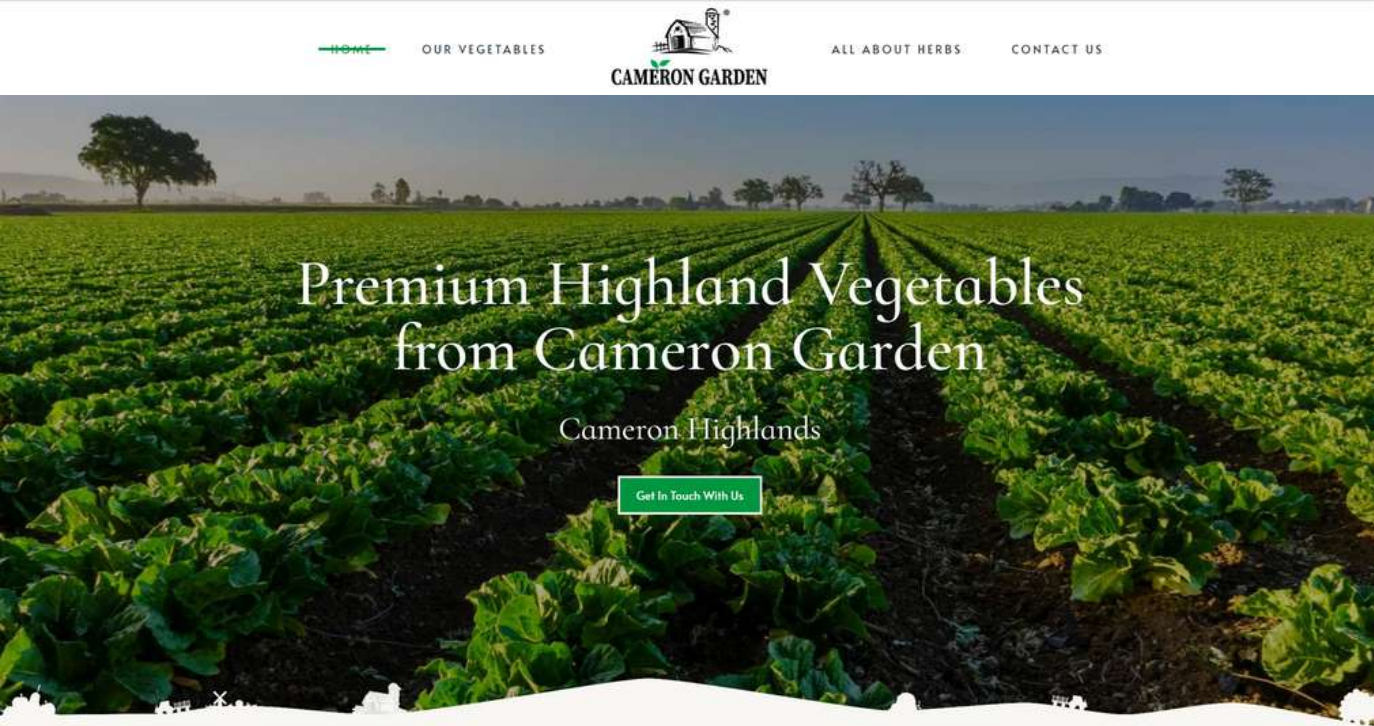 HOME
OUR VEGETABLES
CAMERON GARDEN
®
ALL ABOUT HERBS
CONTACT US
Premium Highland Vegetables
from Cameron Garden
Cameron Highlands
Get In Touch With Us